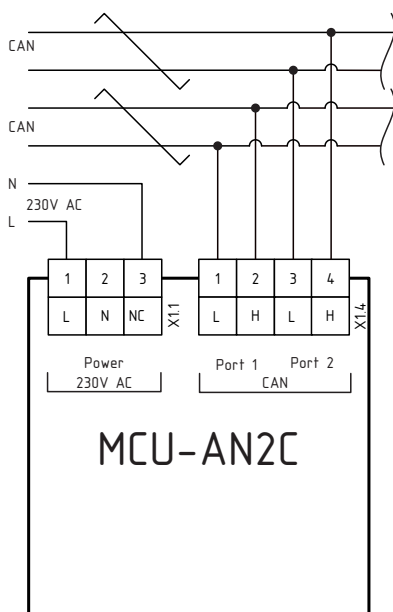 CAN
CAN
N
230V AC
L
1 2 3 1 2 3 4
L N NC X1.1 L H L H X1.4
Power Port 1 Port 2
230V AC CAN
MCU-AN2C